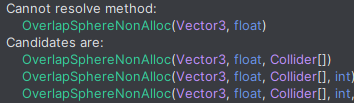 Cannot resolve method:
OverlapSphereNonAlloc(Vector3, float)
Candidates are:
OverlapSphereNonAlloc(Vector3, float, Collider[])
OverlapSphereNonAlloc(Vector3, float, Collider[], int)
OverlapSphereNonAlloc(Vector3, float, Collider[], int,